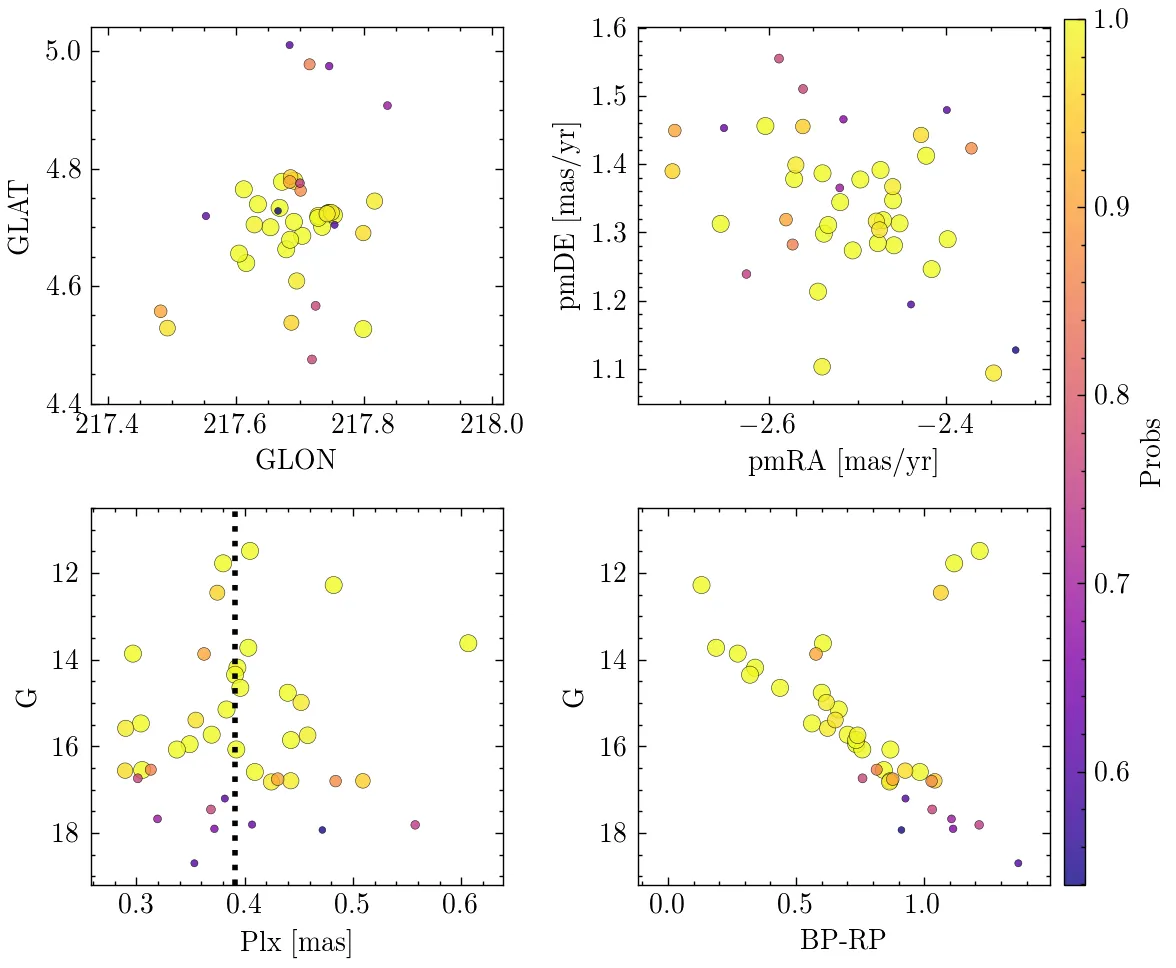 5.0
4.8
4.6
4.4
217.4 217.6 217.8 218.0
GLON
GLAT
1.6
1.5
1.4
1.3
1.2
1.1
−2.6 −2.4
pmRA [mas/yr]
pmDE [mas/yr]
12
14
16
18
0.3 0.4 0.5 0.6
Plx [mas]
G
12
14
16
18
0.0 0.5 1.0
BP-RP
G
1.0
0.9
0.8
0.7
0.6
Probs